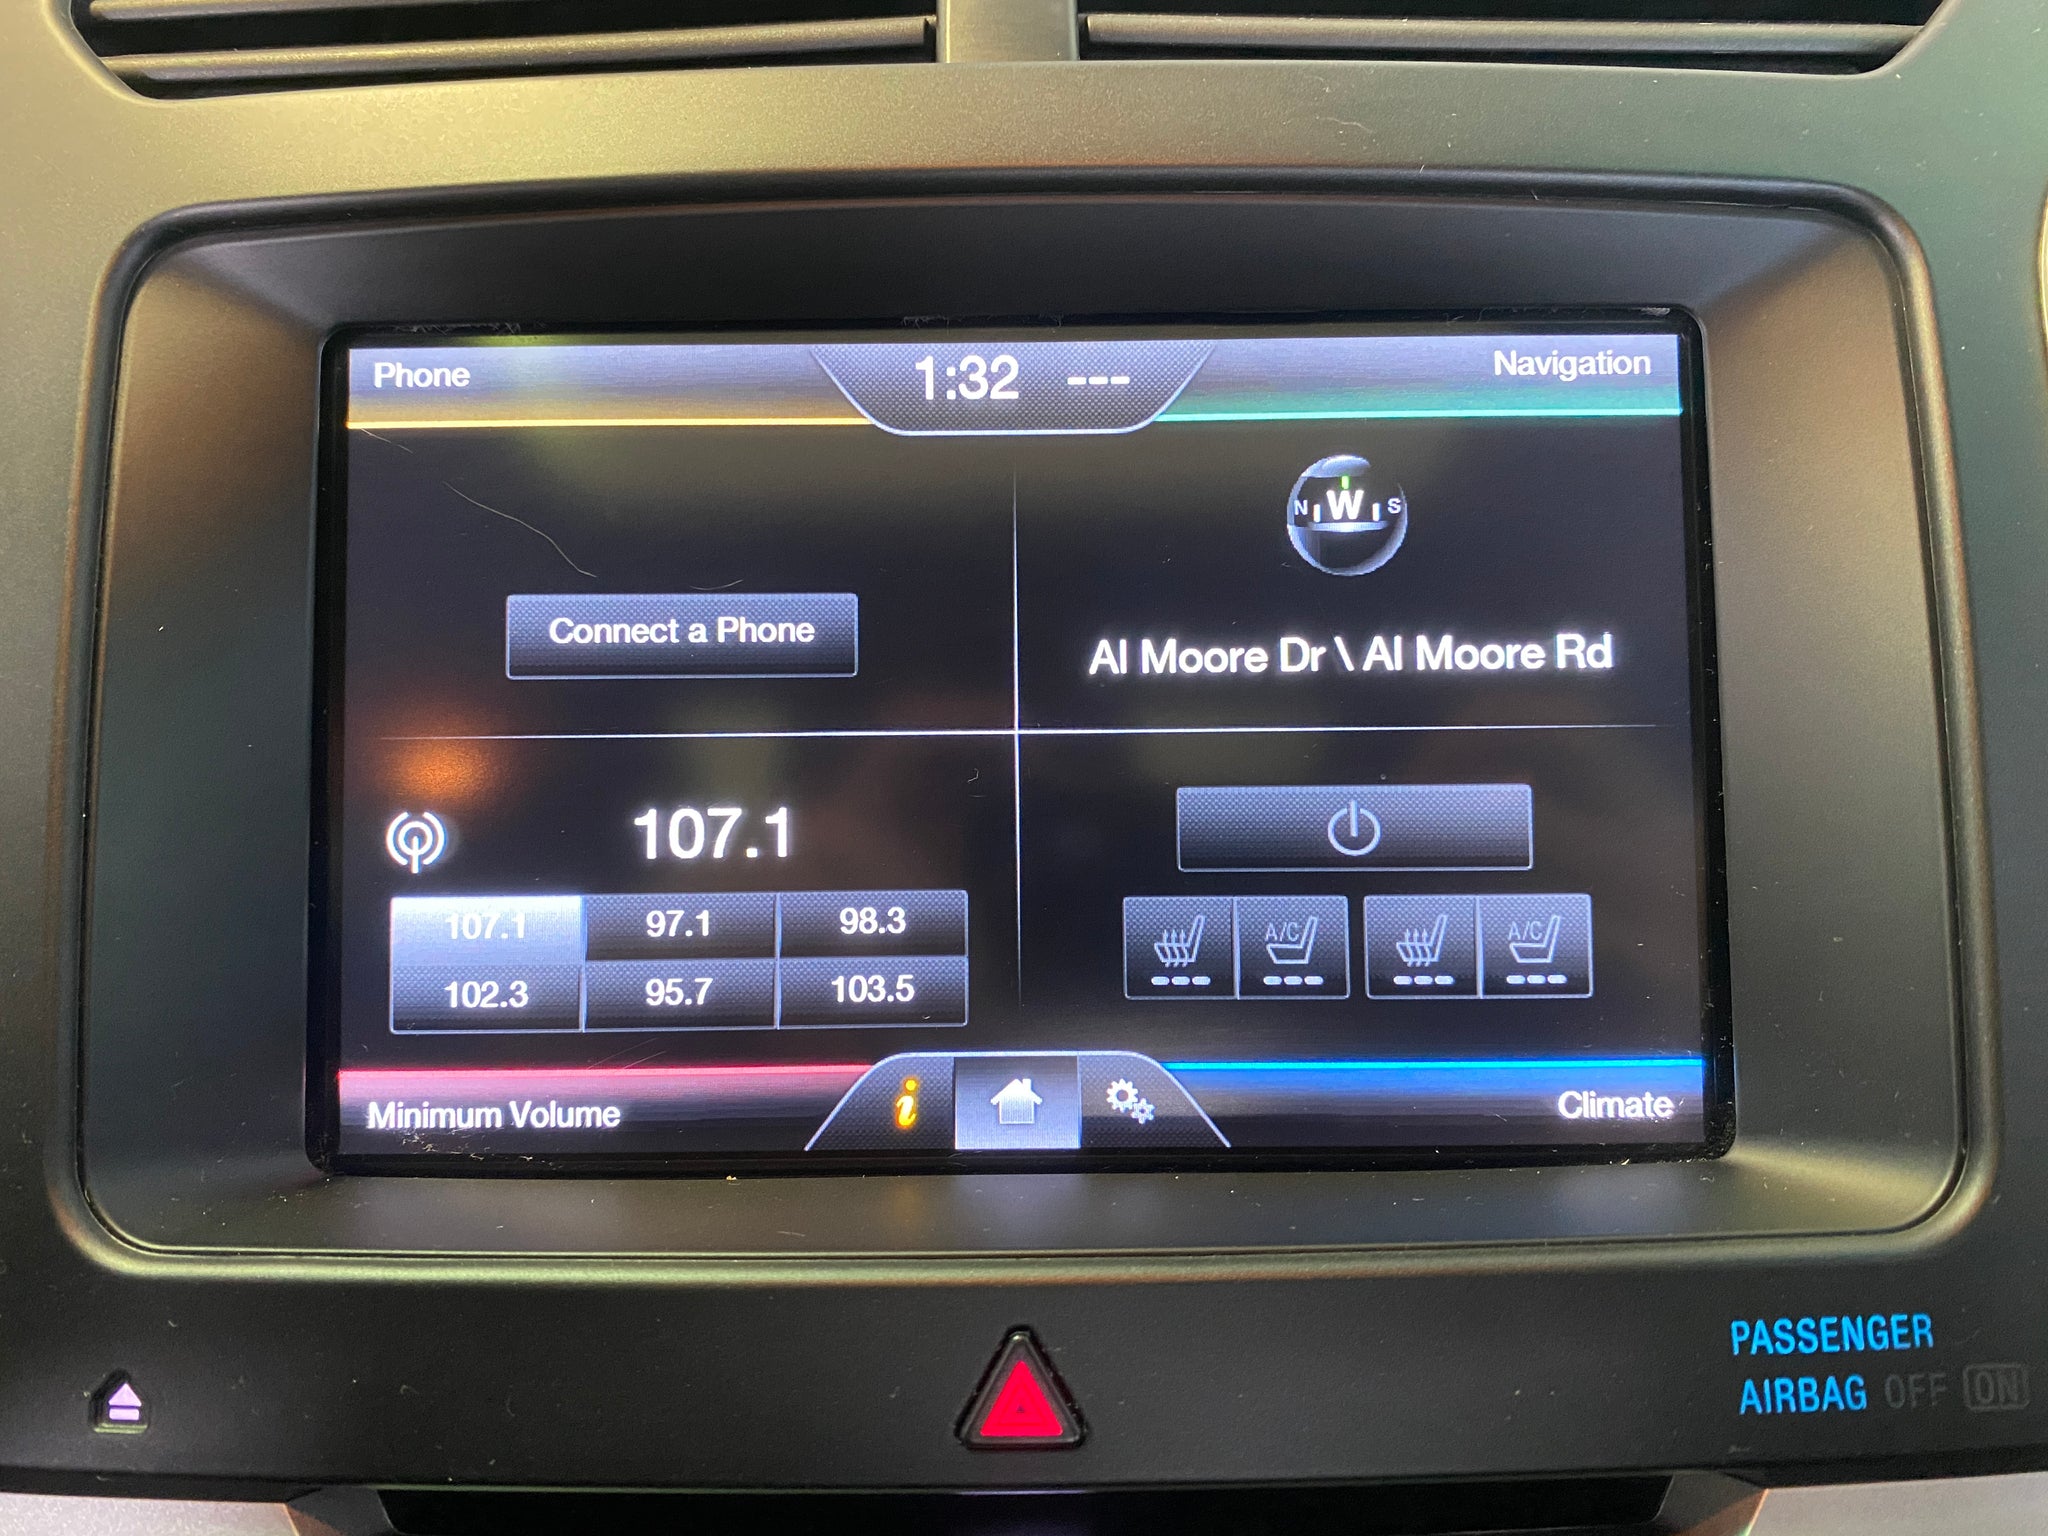 Phone
1:32 ---
Navigation
N W S
Connect a Phone
Al Moore Dr \ Al Moore Rd
107.1
107.1 97.1 98.3
102.3 95.7 103.5
A/C A/C
Minimum Volume
i
Climate
PASSENGER
AIRBAG OFF ON